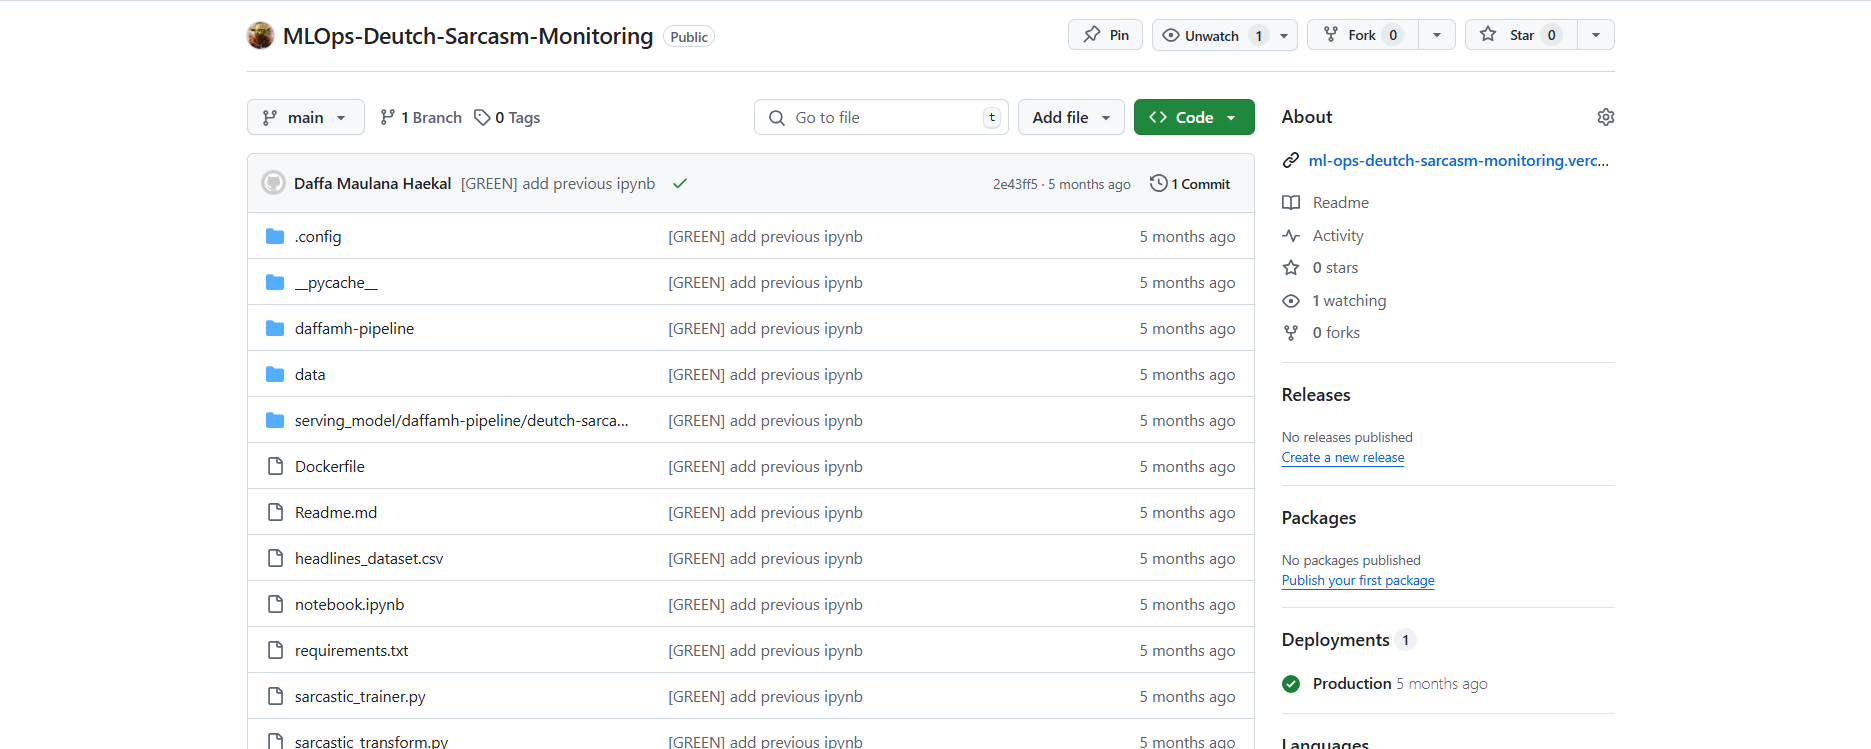 MLOps-Deutch-Sarcasm-Monitoring Public Pin Unwatch 1 Fork 0 Star 0
main 1 Branch 0 Tags Go to file t Add file Code
Daffa Maulana Haekal [GREEN] add previous ipynb 2e43ff5 · 5 months ago 1 Commit
.config [GREEN] add previous ipynb 5 months ago
__pycache__ [GREEN] add previous ipynb 5 months ago
daffamh-pipeline [GREEN] add previous ipynb 5 months ago
data [GREEN] add previous ipynb 5 months ago
serving_model/daffamh-pipeline/deutch-sarca... [GREEN] add previous ipynb 5 months ago
Dockerfile [GREEN] add previous ipynb 5 months ago
Readme.md [GREEN] add previous ipynb 5 months ago
headlines_dataset.csv [GREEN] add previous ipynb 5 months ago
notebook.ipynb [GREEN] add previous ipynb 5 months ago
requirements.txt [GREEN] add previous ipynb 5 months ago
sarcastic_trainer.py [GREEN] add previous ipynb 5 months ago
sarcastic_transform.py [GREEN] add previous ipynb 5 months ago
About
ml-ops-deutch-sarcasm-monitoring.verc...
Readme
Activity
0 stars
1 watching
0 forks
Releases
No releases published
Create a new release
Packages
No packages published
Publish your first package
Deployments 1
Production 5 months ago
Languages